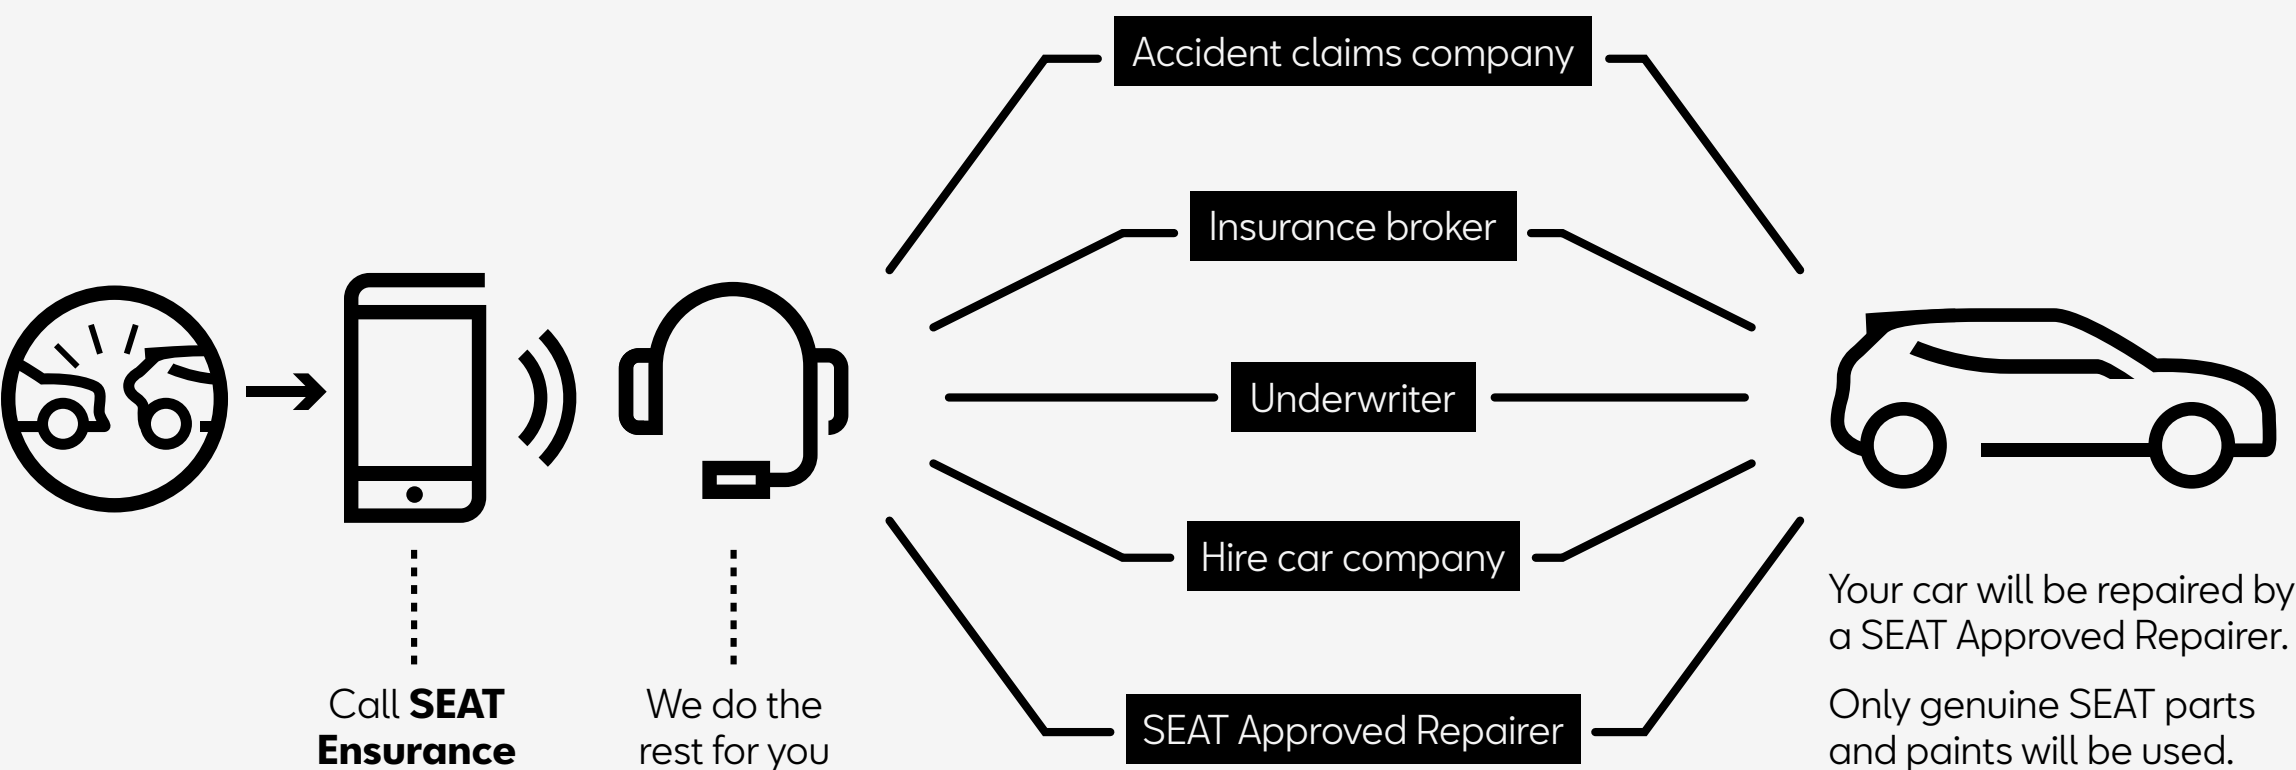 Accident claims company
Insurance broker
Underwriter
Hire car company
SEAT Approved Repairer
Call SEAT
Ensurance
We do the
rest for you
Your car will be repaired by
a SEAT Approved Repairer.
Only genuine SEAT parts
and paints will be used.